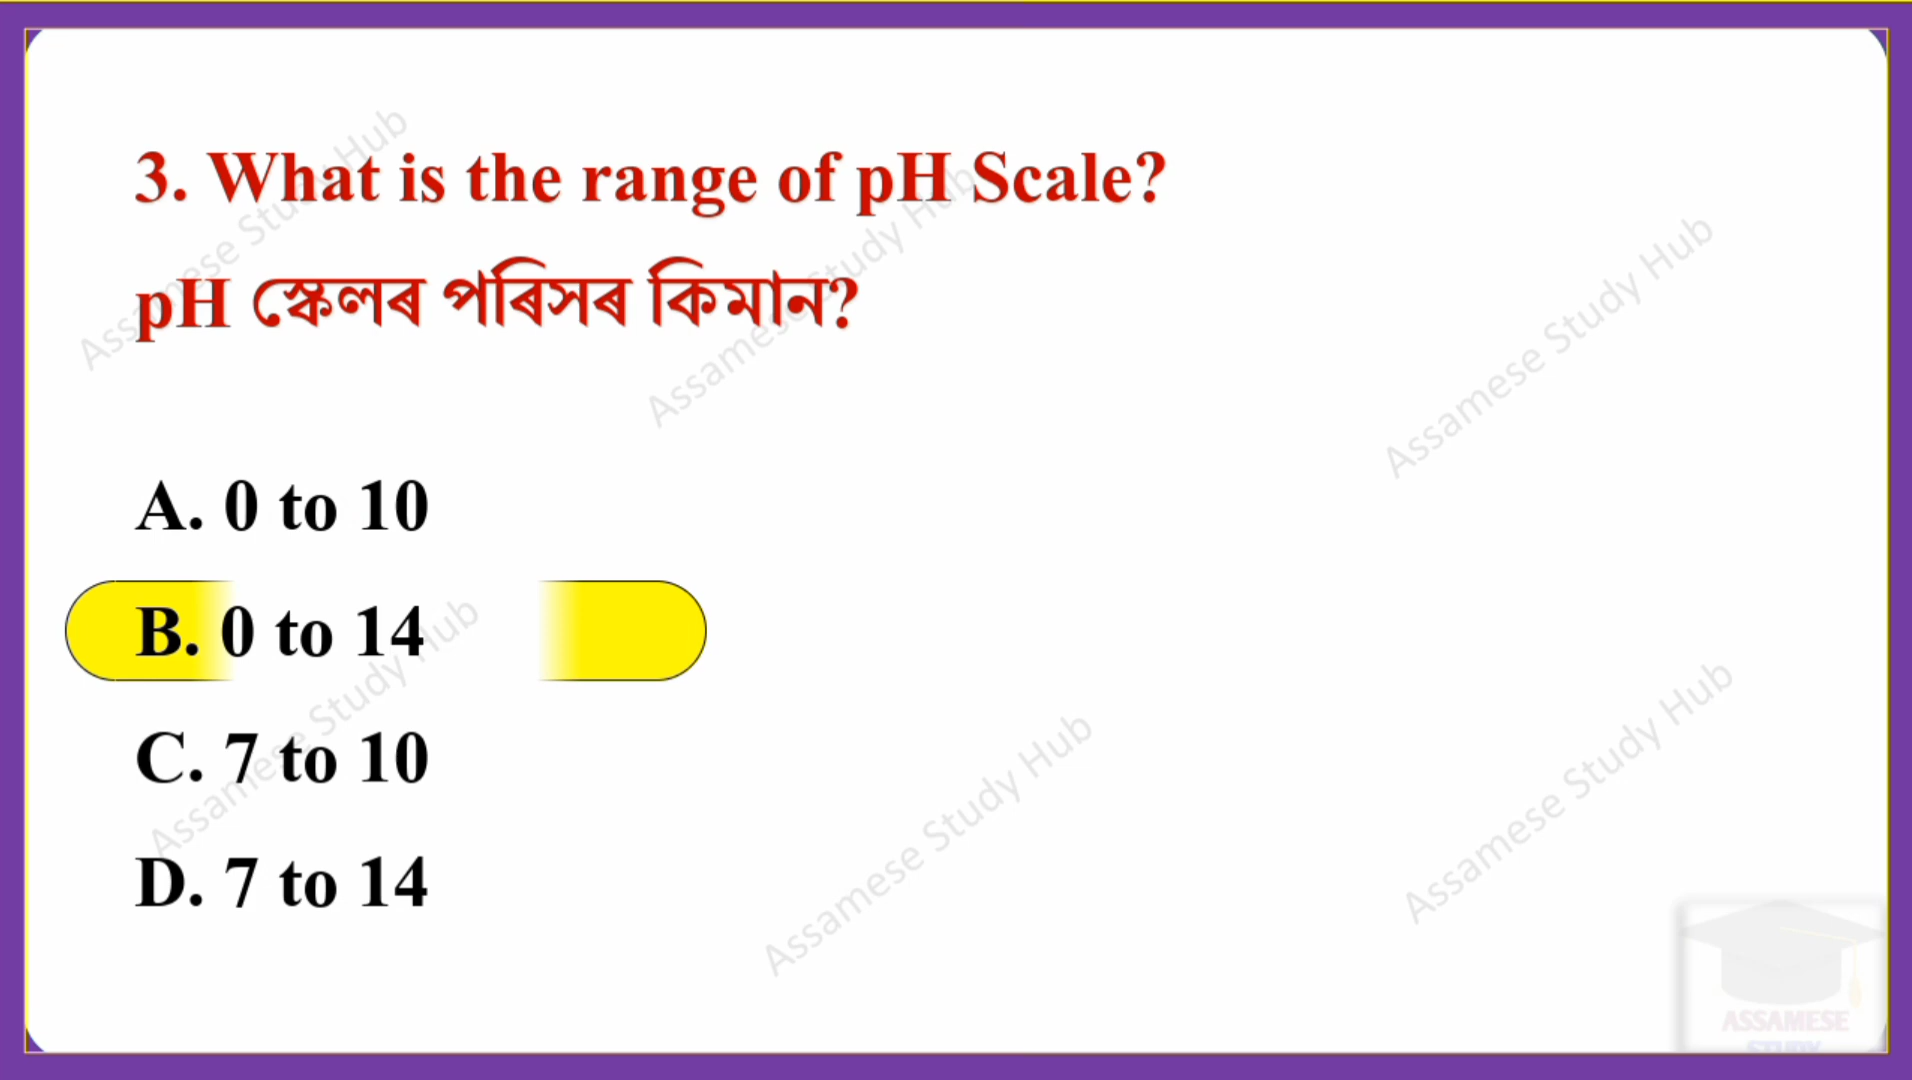 3. What is the range of pH Scale?
pH স্কেলৰ পৰিসৰ কিমান?
A. 0 to 10
B. 0 to 14
C. 7 to 10
D. 7 to 14
Assamese Study Hub
Assamese Study Hub
Assamese Study Hub
Assamese Study Hub
Assamese Study Hub
Assamese Study Hub
ASSAMESE
STUDY